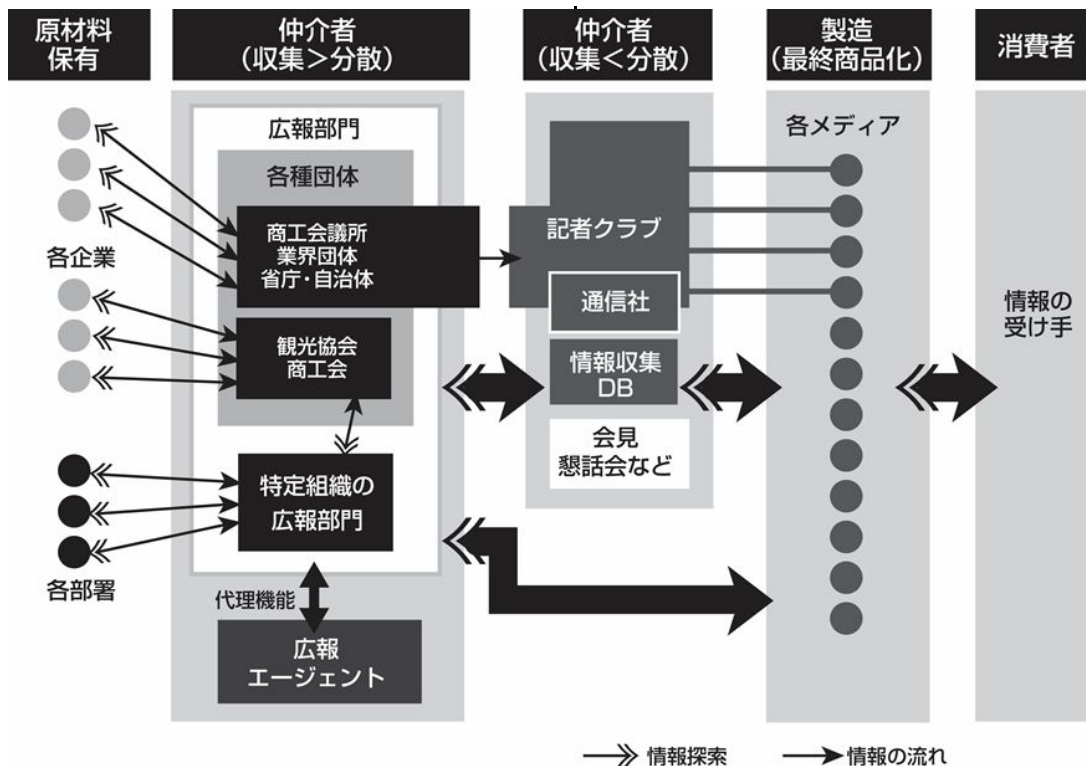 原材料
保有
仲介者
(収集＞分散)
仲介者
(収集＜分散)
製造
(最終商品化)
消費者
広報部門
各種団体
商工会議所
業界団体
省庁・自治体
観光協会
商工会
特定組織の
広報部門
代理機能
広報
エージェント
各企業
各部署
記者クラブ
通信社
情報収集
DB
会見
懇話会など
各メディア
情報の
受け手
情報探索
情報の流れ